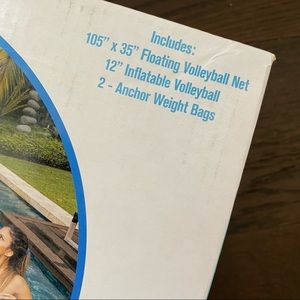 Includes:
105" x 35" Floating Volleyball Net
12" Inflatable Volleyball
2 - Anchor Weight Bags